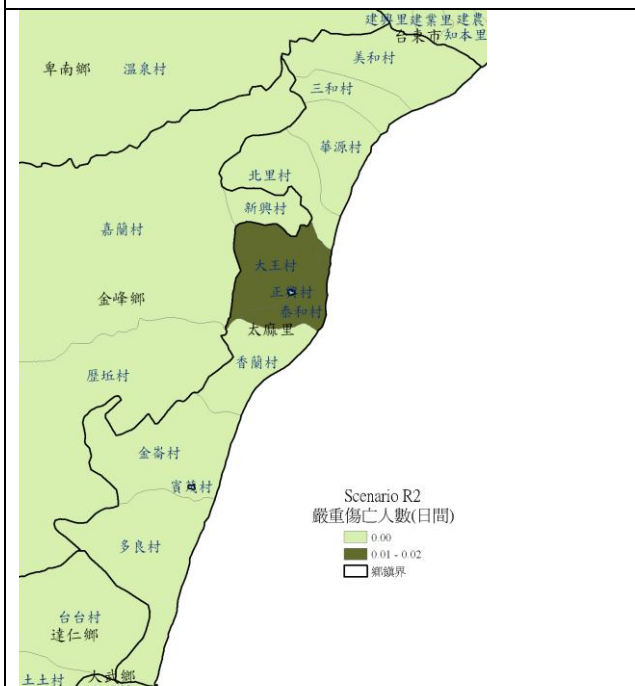 建興里建業里建農
台東市知本里
美和村
卑南鄉 溫泉村
三和村
華源村
北里村
新興村
嘉蘭村
大王村
正興村
金峰鄉
泰和村
太麻里
香蘭村
歷坵村
金崙村
賓茂村
多良村
台台村
達仁鄉
土土村 大武鄉
Scenario R2
嚴重傷亡人數(日間)
0.00
0.01 - 0.02
鄉鎮界